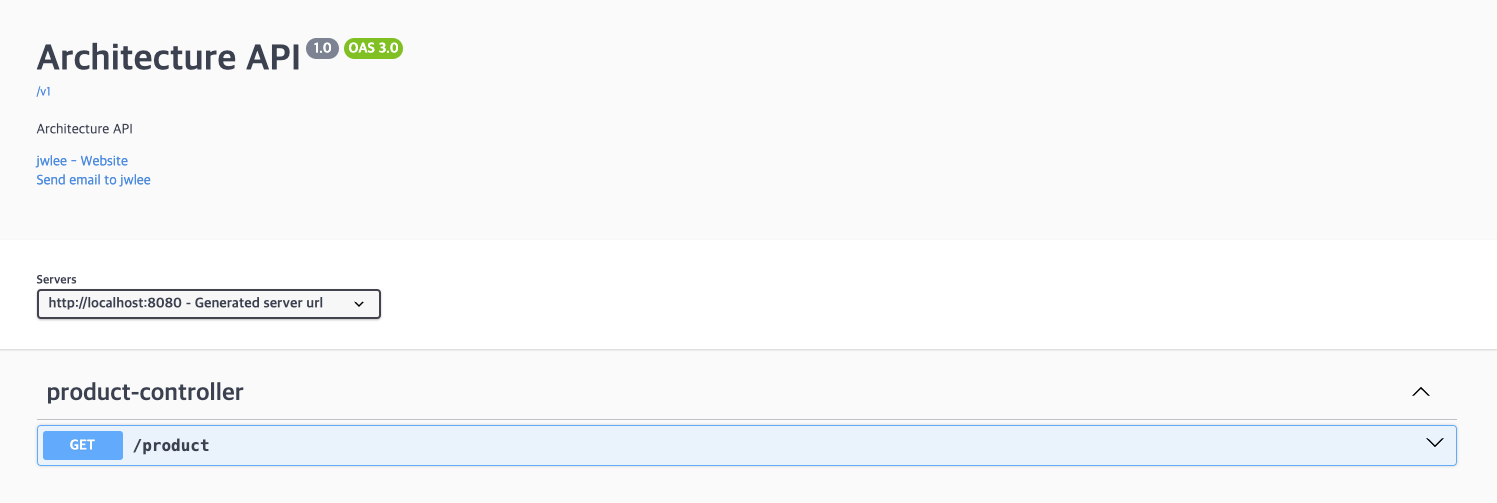 Architecture API 1.0 OAS 3.0
/v1
Architecture API
jwlee - Website
Send email to jwlee
Servers
http://localhost:8080 - Generated server url
product-controller
GET /product